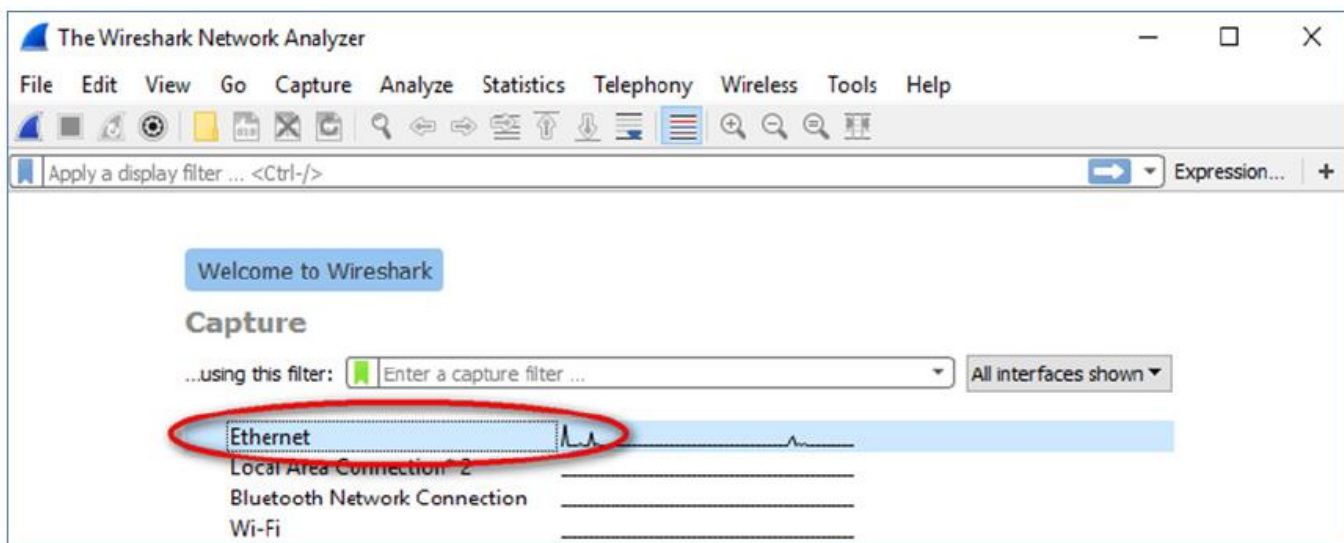 The Wireshark Network Analyzer
File Edit View Go Capture Analyze Statistics Telephony Wireless Tools Help
Apply a display filter ... <Ctrl-/> Expression... +
Welcome to Wireshark
Capture
...using this filter: Enter a capture filter ... All interfaces shown
Ethernet
Local Area Connection* 2
Bluetooth Network Connection
Wi-Fi